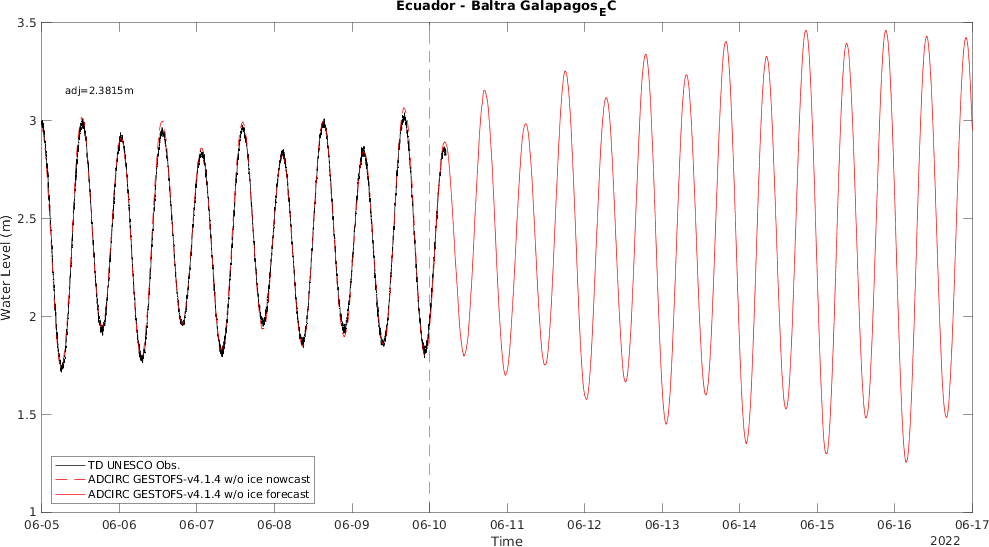 Ecuador - Baltra Galapagos_EC
3.5
adj=2.3815m
3
2.5
Water Level (m)
2
1.5
TD UNESCO Obs.
ADCIRC GESTOFS-v4.1.4 w/o ice nowcast
ADCIRC GESTOFS-v4.1.4 w/o ice forecast
1
06-05 06-06 06-07 06-08 06-09 06-10 06-11 06-12 06-13 06-14 06-15 06-16 06-17
Time
2022